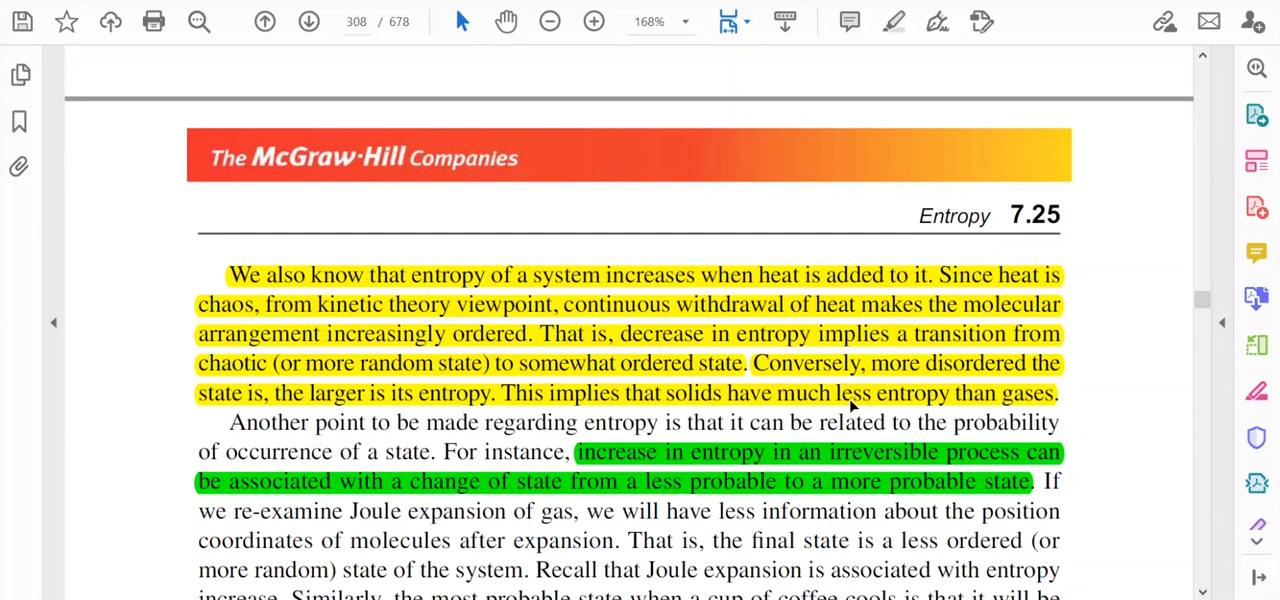 308 / 678
168%
The McGraw·Hill Companies
Entropy 7.25
We also know that entropy of a system increases when heat is added to it. Since heat is
chaos, from kinetic theory viewpoint, continuous withdrawal of heat makes the molecular
arrangement increasingly ordered. That is, decrease in entropy implies a transition from
chaotic (or more random state) to somewhat ordered state. Conversely, more disordered the
state is, the larger is its entropy. This implies that solids have much less entropy than gases.
Another point to be made regarding entropy is that it can be related to the probability
of occurrence of a state. For instance, increase in entropy in an irreversible process can
be associated with a change of state from a less probable to a more probable state. If
we re-examine Joule expansion of gas, we will have less information about the position
coordinates of molecules after expansion. That is, the final state is a less ordered (or
more random) state of the system. Recall that Joule expansion is associated with entropy
increase. Similarly, the most probable state when a cup of coffee cools is that it will be